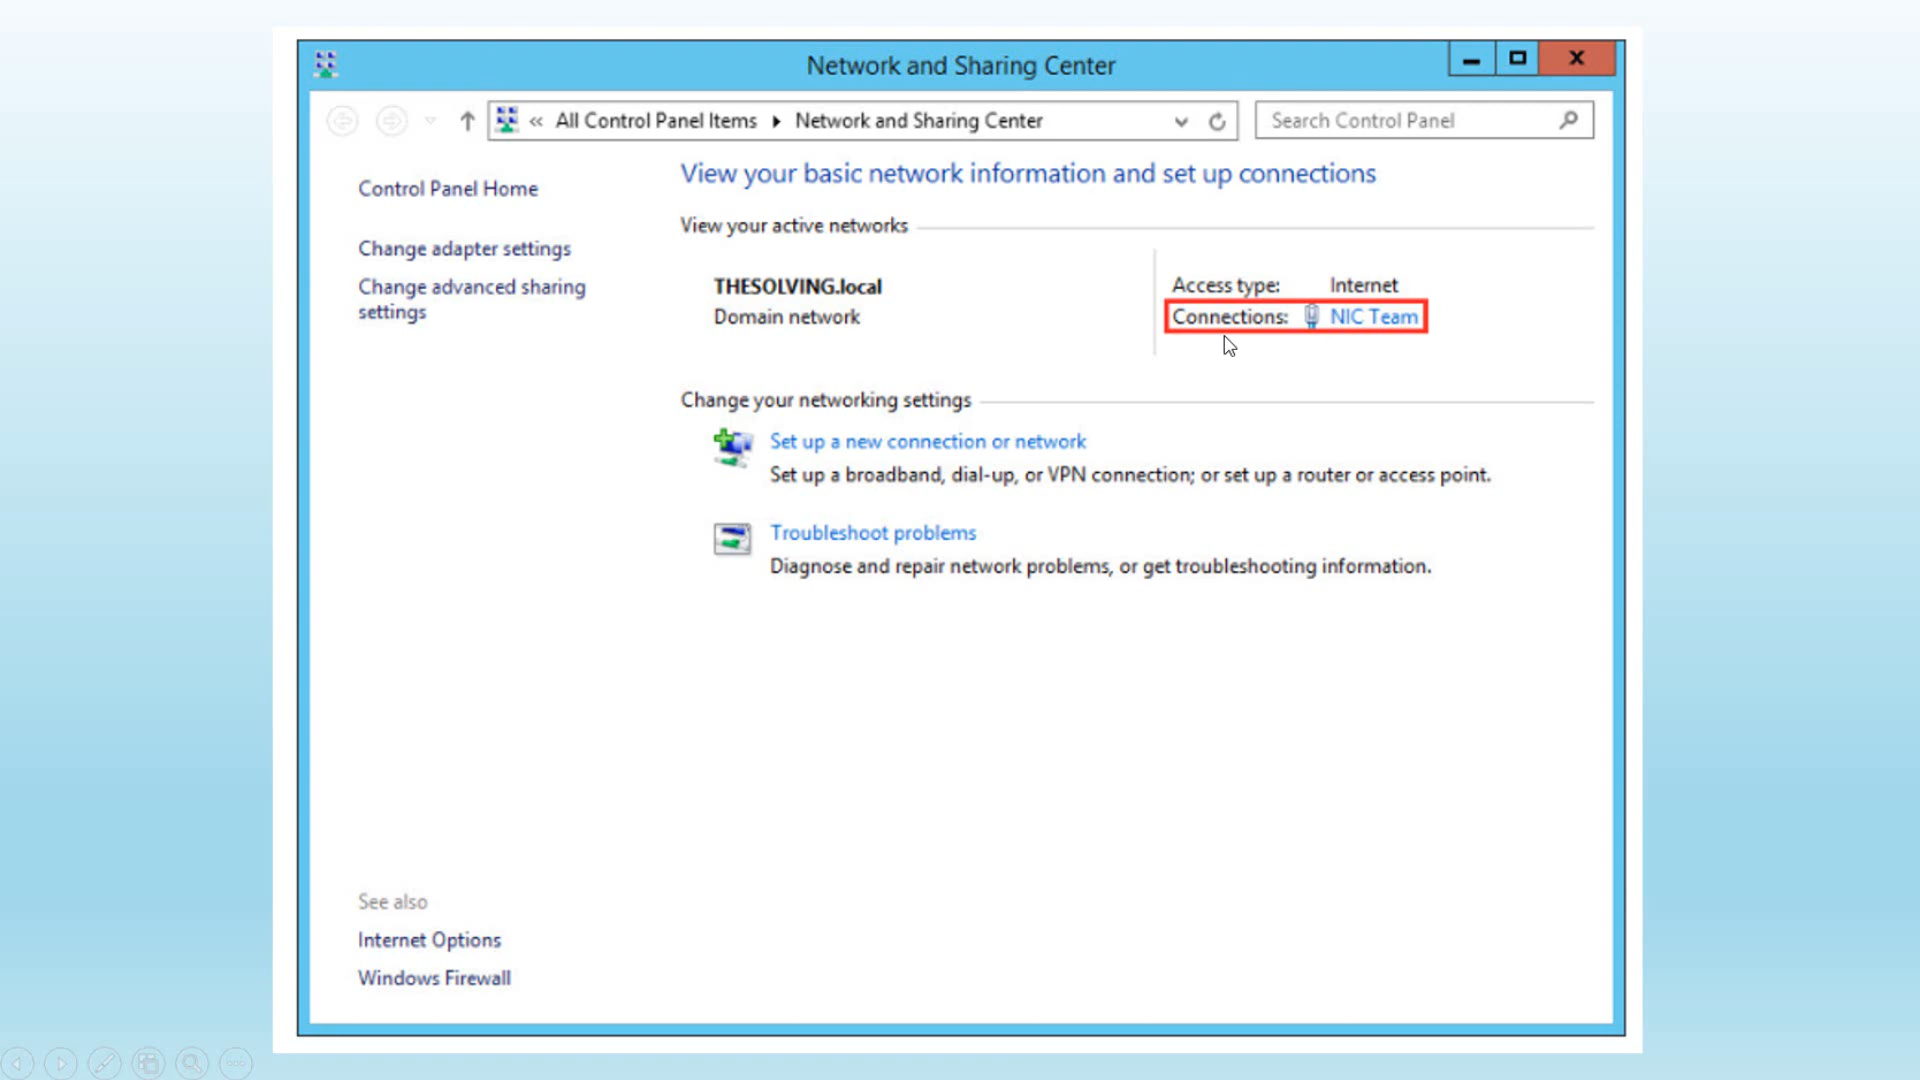 Network and Sharing Center
« All Control Panel Items Network and Sharing Center
Search Control Panel
Control Panel Home
Change adapter settings
Change advanced sharing
settings
View your basic network information and set up connections
View your active networks
THESOLVING.local
Domain network
Access type: Internet
Connections: NIC Team
Change your networking settings
Set up a new connection or network
Set up a broadband, dial-up, or VPN connection; or set up a router or access point.
Troubleshoot problems
Diagnose and repair network problems, or get troubleshooting information.
See also
Internet Options
Windows Firewall